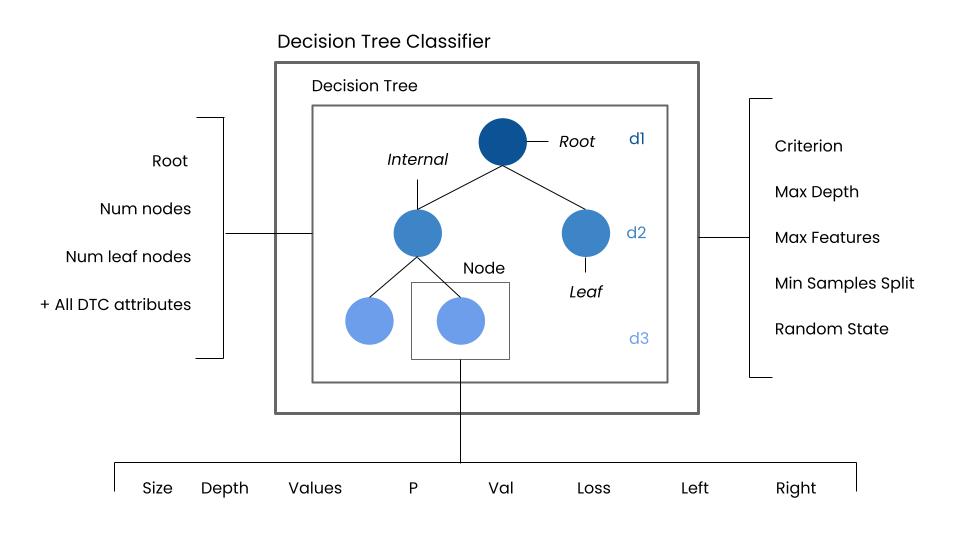 Decision Tree Classifier
Decision Tree
Root
d1
Internal
d2
Node
Leaf
d3
Root
Num nodes
Num leaf nodes
+ All DTC attributes
Criterion
Max Depth
Max Features
Min Samples Split
Random State
Size Depth Values P Val Loss Left Right